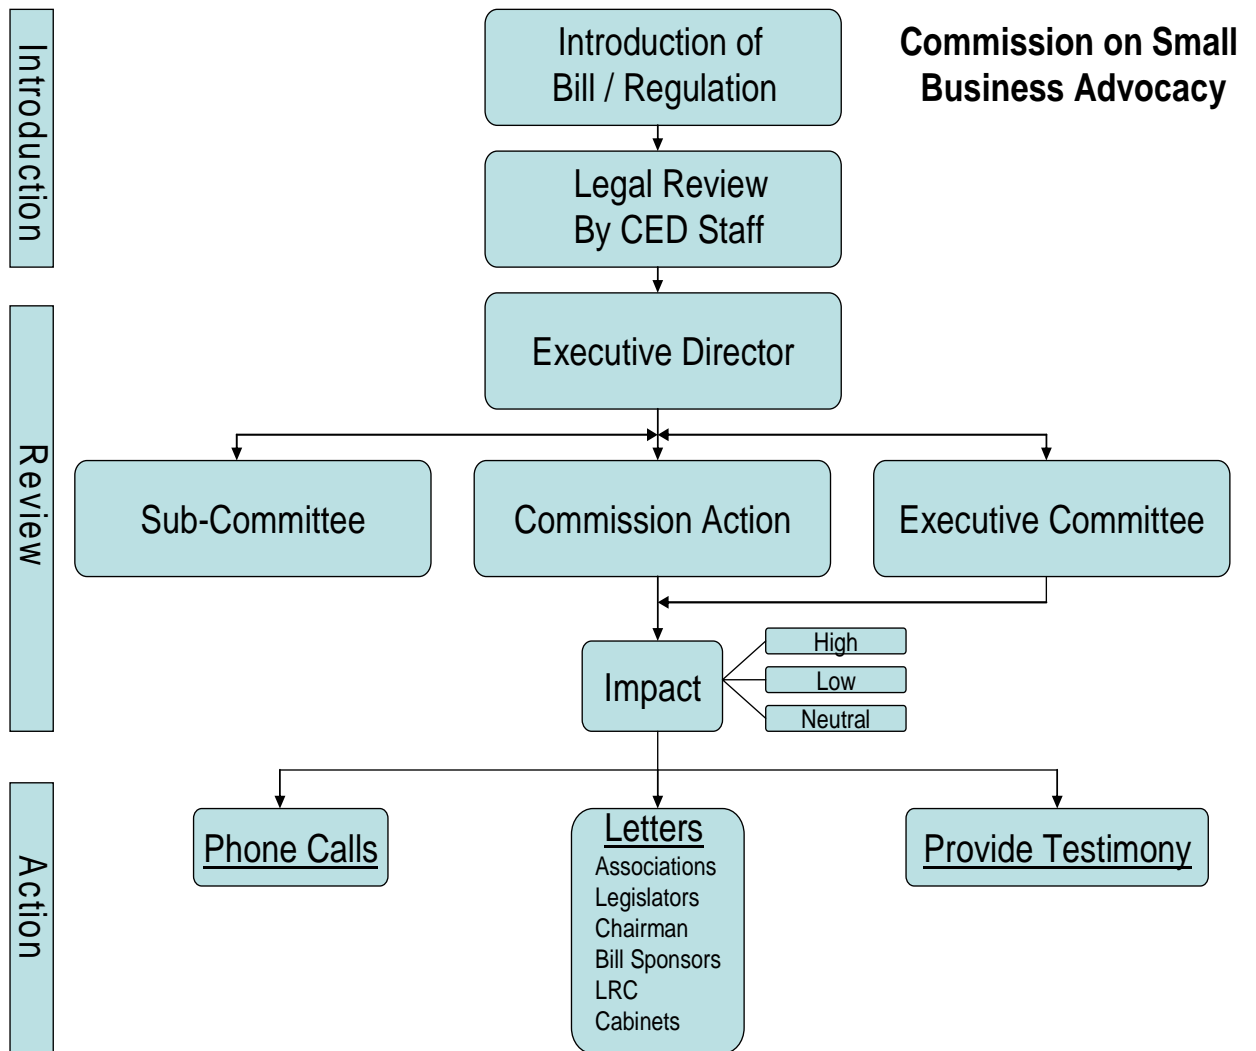 Commission on Small
Business Advocacy
Introduction
Introduction of
Bill / Regulation
Legal Review
By CED Staff
Review
Executive Director
Sub-Committee
Commission Action
Executive Committee
Impact
High
Low
Neutral
Action
Phone Calls
Letters
Associations
Legislators
Chairman
Bill Sponsors
LRC
Cabinets
Provide Testimony